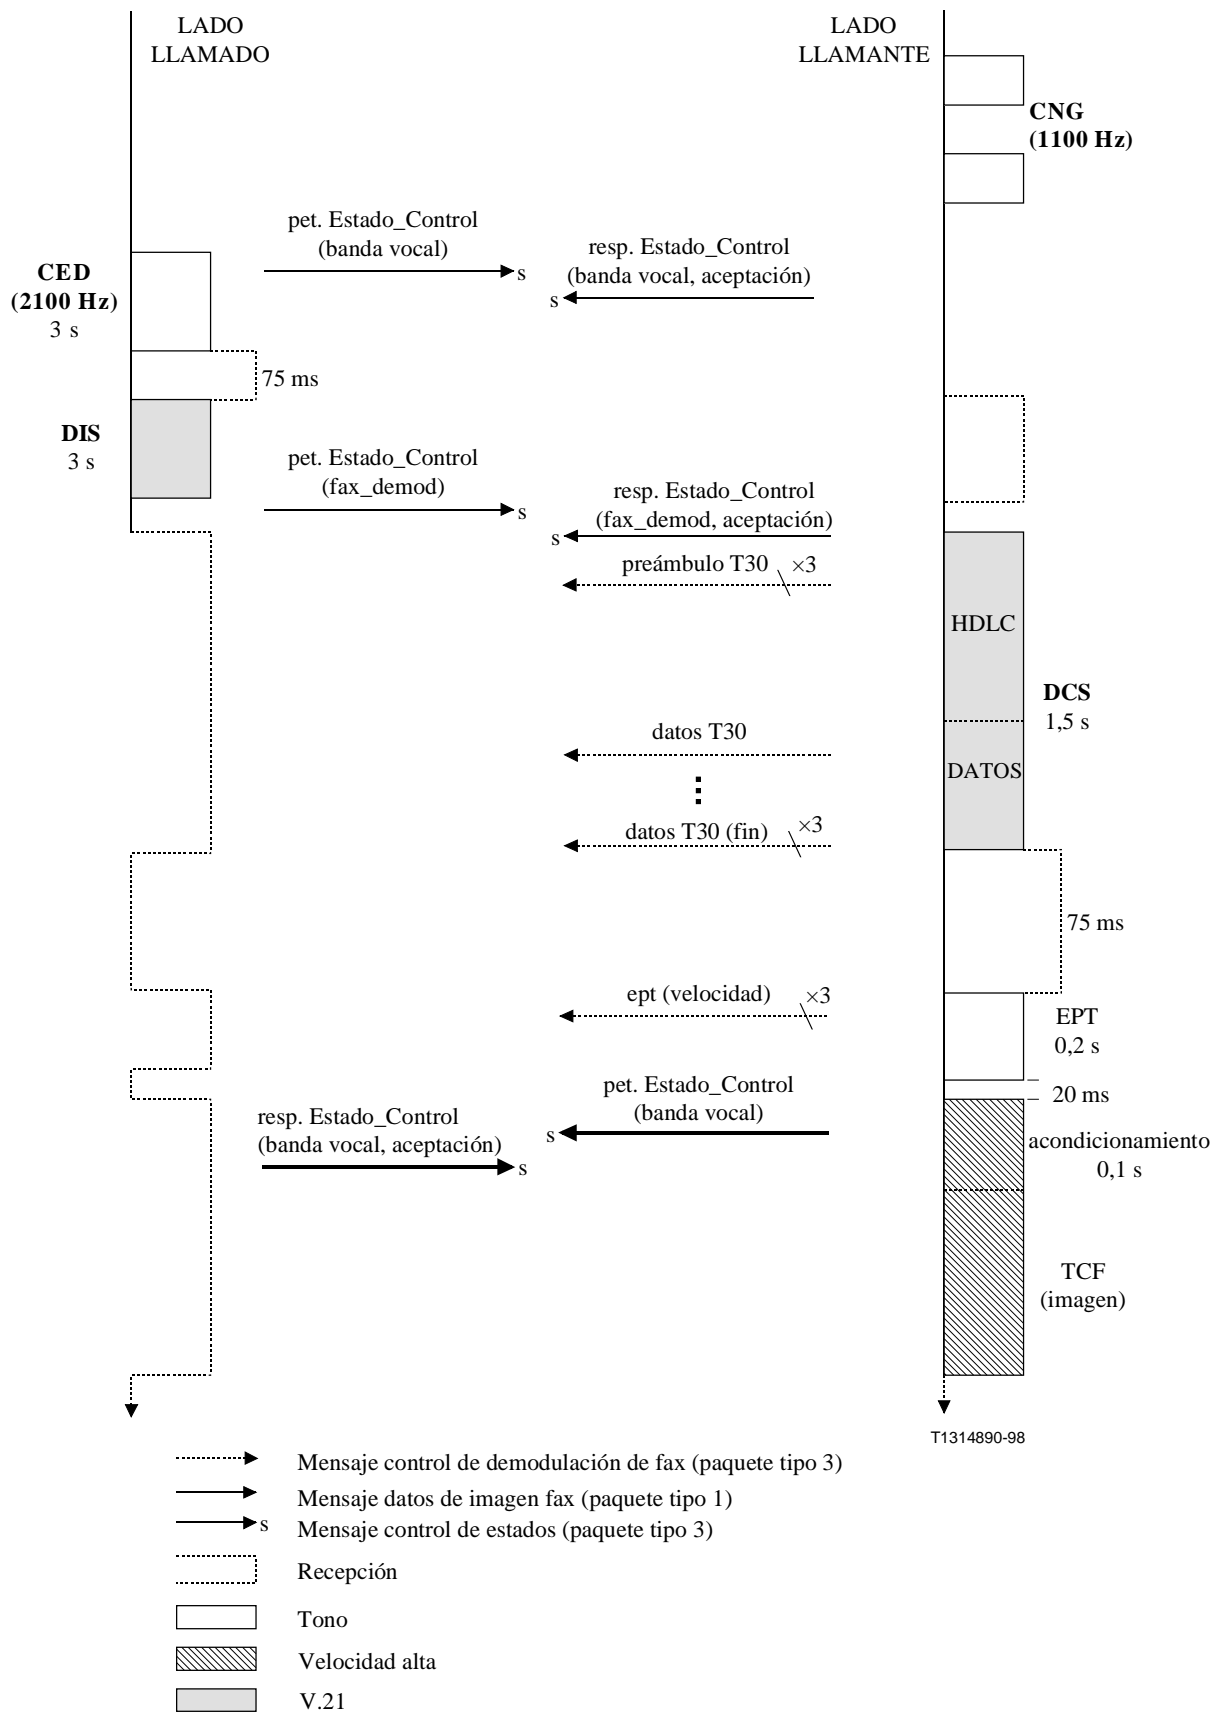 LADO
LLAMADO
LADO
LLAMANTE
CNG
(1100 Hz)
pet. Estado_Control
(banda vocal)
s
resp. Estado_Control
(banda vocal, aceptación)
s
CED
(2100 Hz)
3 s
75 ms
DIS
3 s
pet. Estado_Control
(fax_demod)
s
resp. Estado_Control
(fax_demod, aceptación)
s
preámbulo T30 ×3
HDLC
DCS
1,5 s
datos T30
DATOS
datos T30 (fin) ×3
75 ms
ept (velocidad) ×3
EPT
0,2 s
20 ms
pet. Estado_Control
(banda vocal)
s
resp. Estado_Control
(banda vocal, aceptación)
s
acondicionamiento
0,1 s
TCF
(imagen)
T1314890-98
Mensaje control de demodulación de fax (paquete tipo 3)
Mensaje datos de imagen fax (paquete tipo 1)
s Mensaje control de estados (paquete tipo 3)
Recepción
Tono
Velocidad alta
V.21